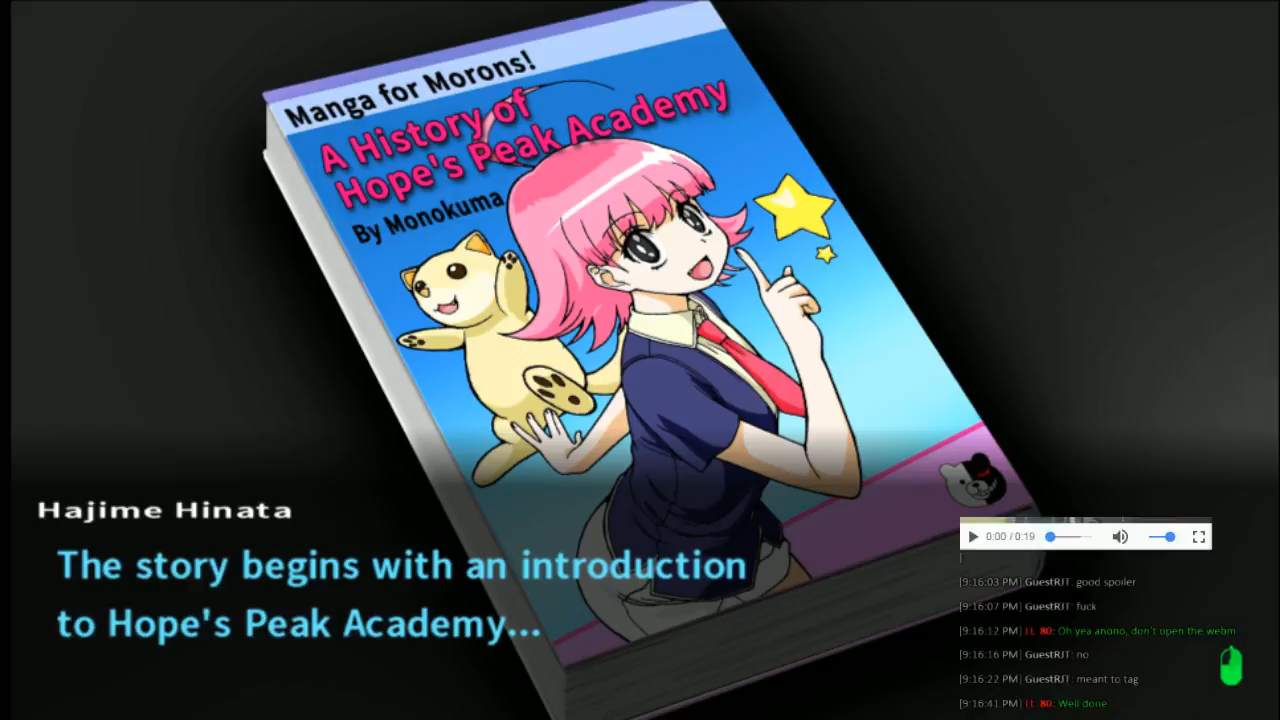 Manga for Morons!
A History of
Hope's Peak Academy
By Monokuma
Hajime Hinata
The story begins with an introduction
to Hope's Peak Academy...
0:00 / 0:19
[9:16:03 PM] GuestRJT: good spoiler
[9:16:07 PM] GuestRJT: fuck
[9:16:12 PM] LL 80: Oh yea anono, don't open the webm
[9:16:16 PM] GuestRJT: no
[9:16:22 PM] GuestRJT: meant to tag
[9:16:41 PM] LL 80: Well done